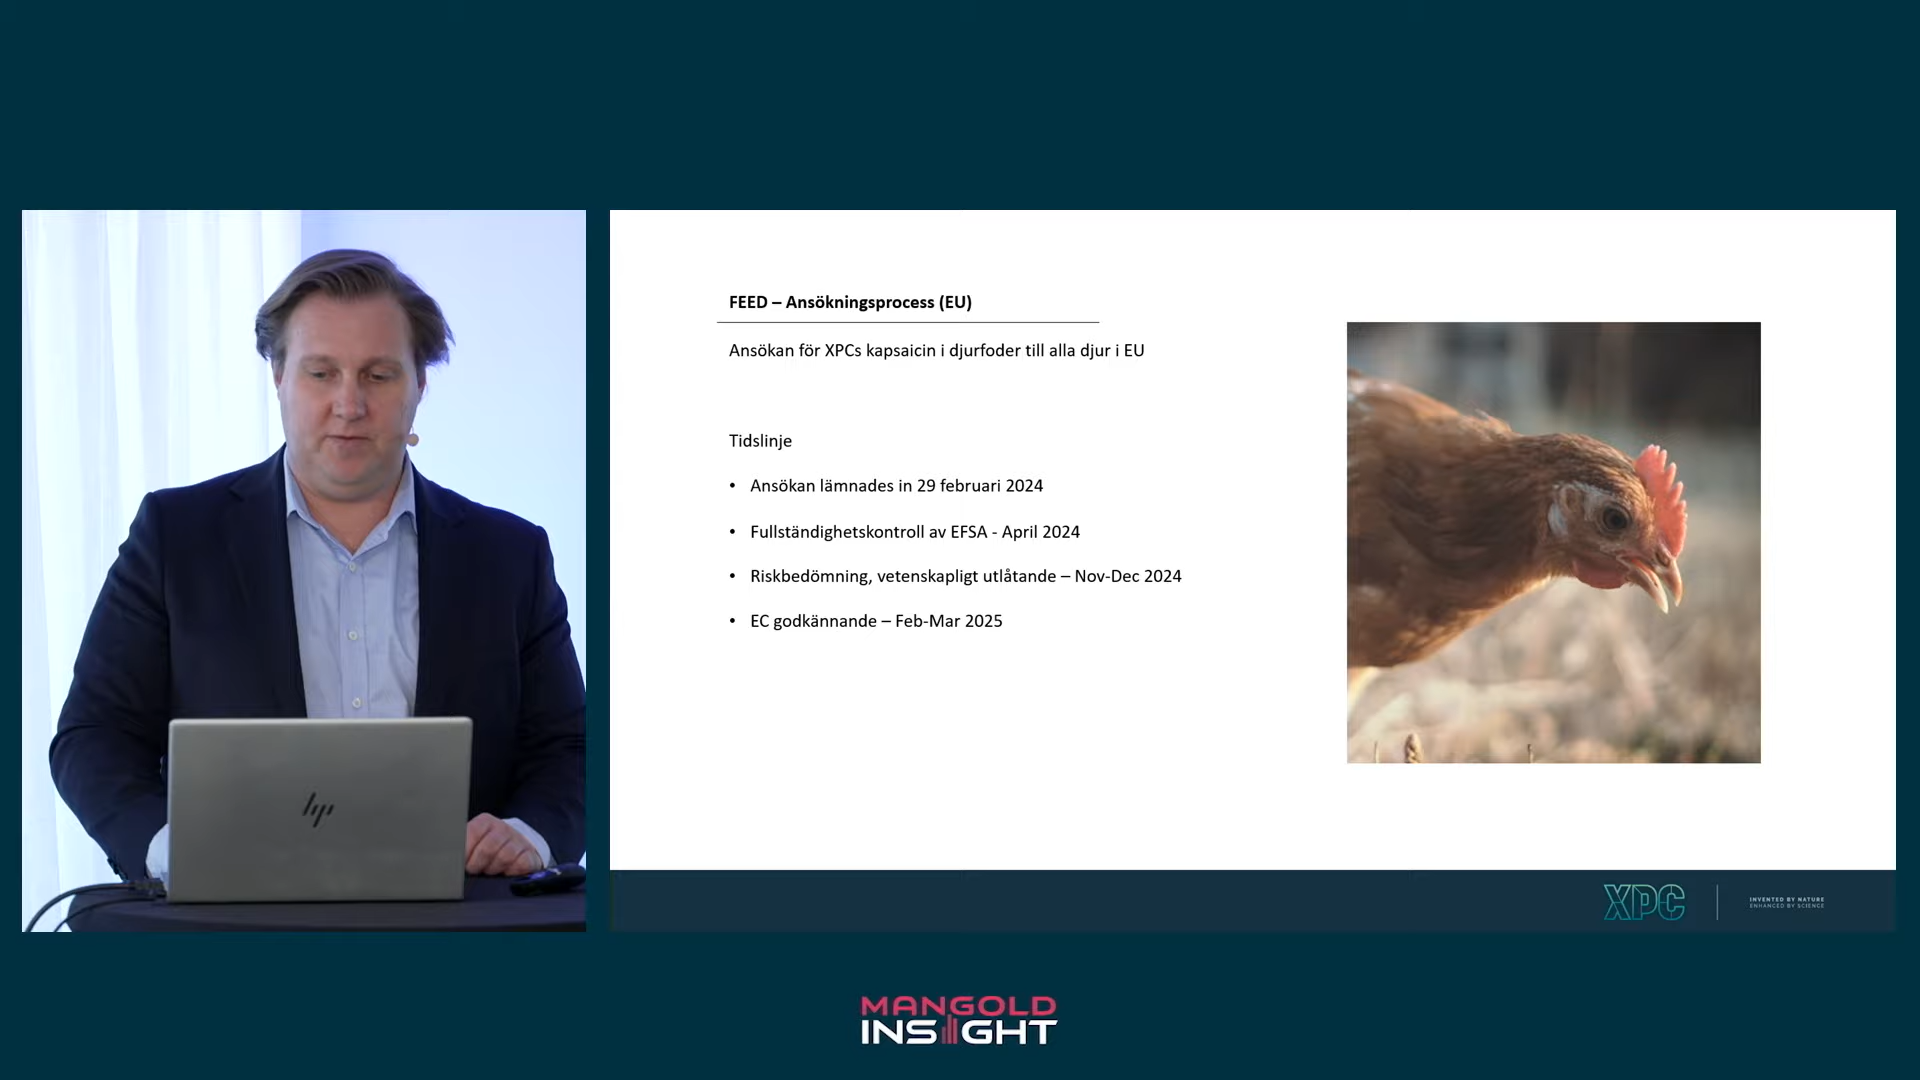 FEED – Ansökningsprocess (EU)
Ansökan för XPCs kapsaicin i djurfoder till alla djur i EU
Tidslinje
• Ansökan lämnades in 29 februari 2024
• Fullständighetskontroll av EFSA - April 2024
• Riskbedömning, vetenskapligt utlåtande – Nov-Dec 2024
• EC godkännande – Feb-Mar 2025
hp
XPC
INVENTED BY NATURE
ENHANCED BY SCIENCE
MANGOLD
INSIGHT